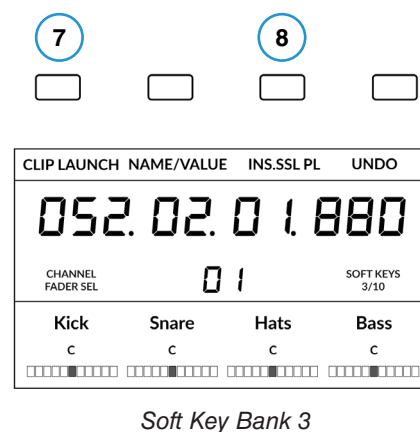 7 8
CLIP LAUNCH NAME/VALUE INS.SSL PL UNDO
052. 02. 01. 880
CHANNEL 01 SOFT KEYS
FADER SEL 3/10
Kick Snare Hats Bass
C C C C
Soft Key Bank 3